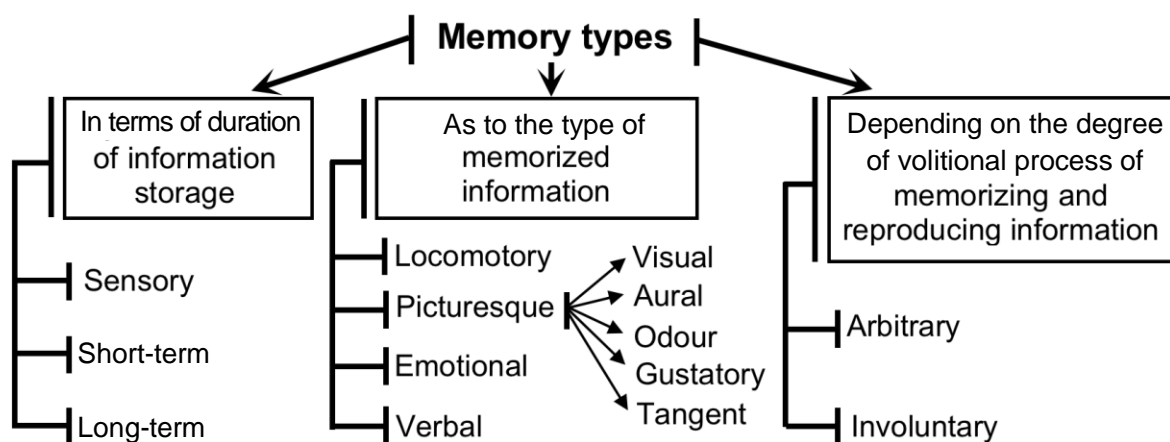 Memory types
In terms of duration
of information
storage
Sensory
Short-term
Long-term
As to the type of
memorized
information
Locomotory
Picturesque
Emotional
Verbal
Visual
Aural
Odour
Gustatory
Tangent
Depending on the degree
of volitional process of
memorizing and
reproducing information
Arbitrary
Involuntary